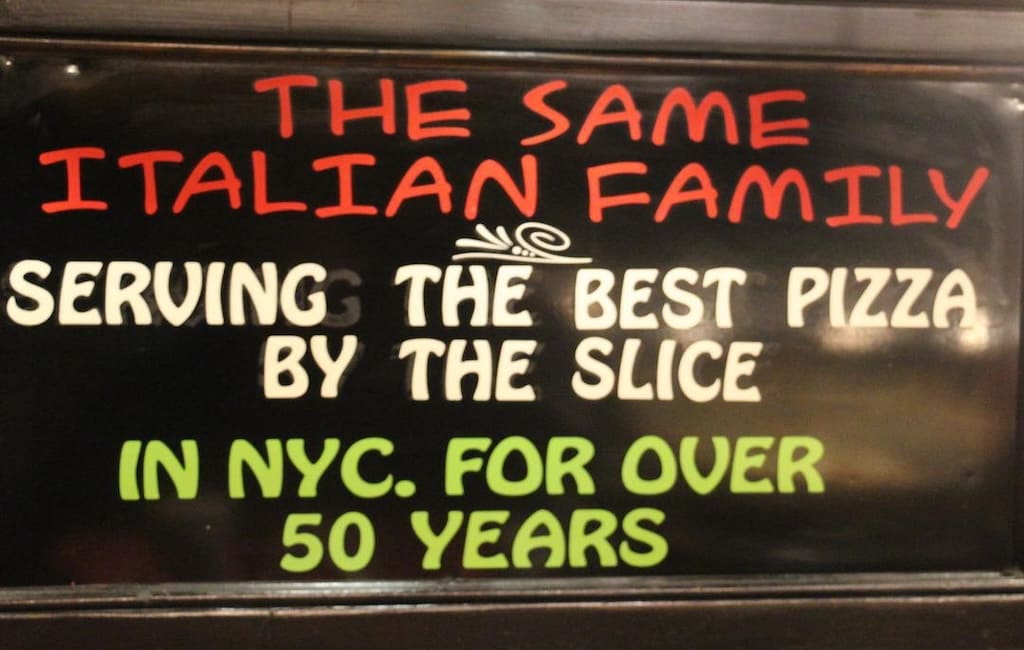 THE SAME
ITALIAN FAMILY
SERVING THE BEST PIZZA
BY THE SLICE
IN NYC. FOR OVER
50 YEARS